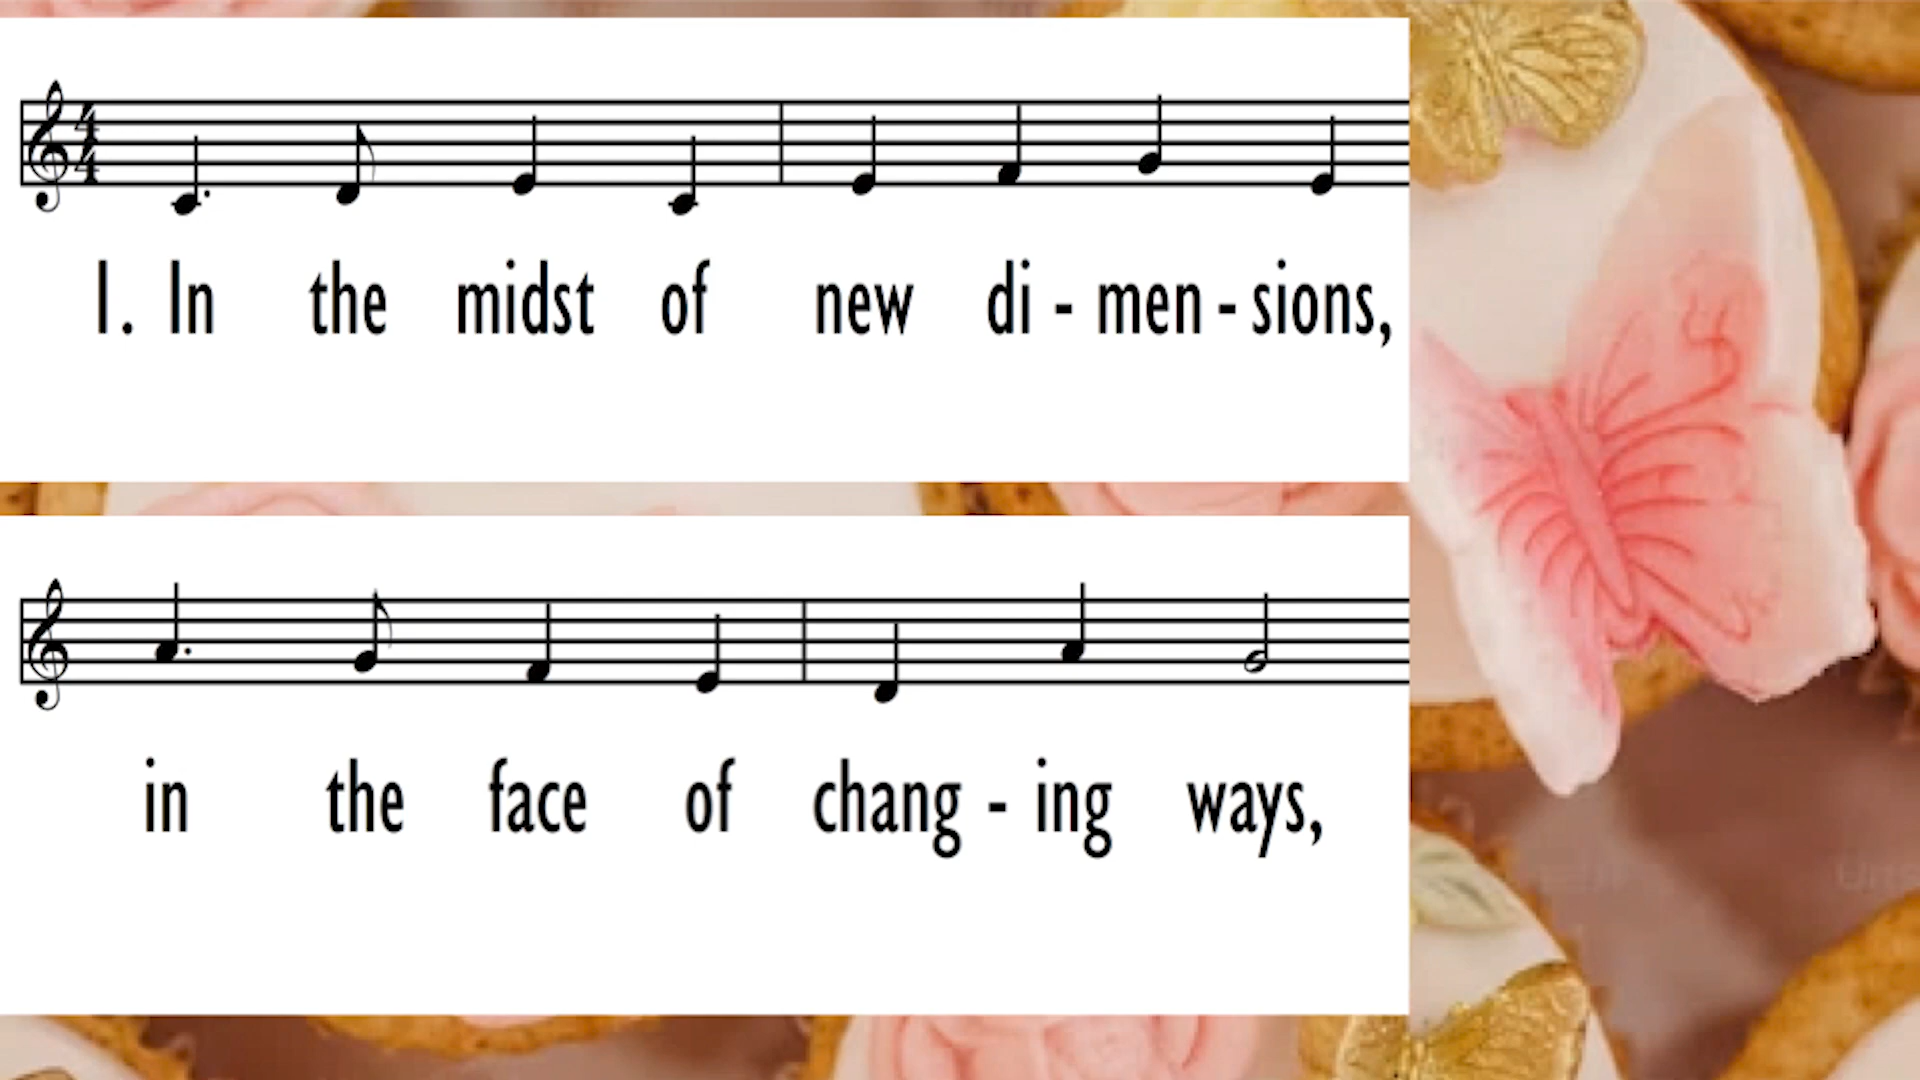 1. In the midst of new di - men - sions,
in the face of chang - ing ways,